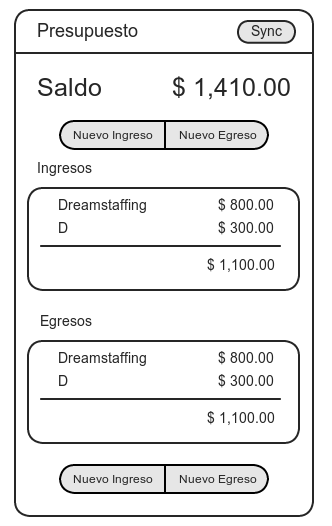 Presupuesto Sync
Saldo $ 1,410.00
Nuevo Ingreso Nuevo Egreso
Ingresos
Dreamstaffing $ 800.00
D $ 300.00
$ 1,100.00
Egresos
Dreamstaffing $ 800.00
D $ 300.00
$ 1,100.00
Nuevo Ingreso Nuevo Egreso